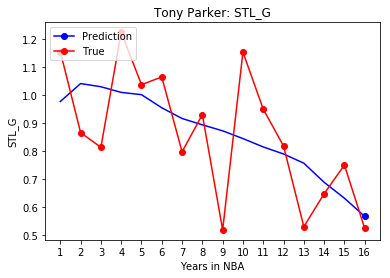 Tony Parker: STL_G
Prediction
True
1.2
1.1
1.0
0.9
0.8
0.7
0.6
0.5
STL_G
1 2 3 4 5 6 7 8 9 10 11 12 13 14 15 16
Years in NBA